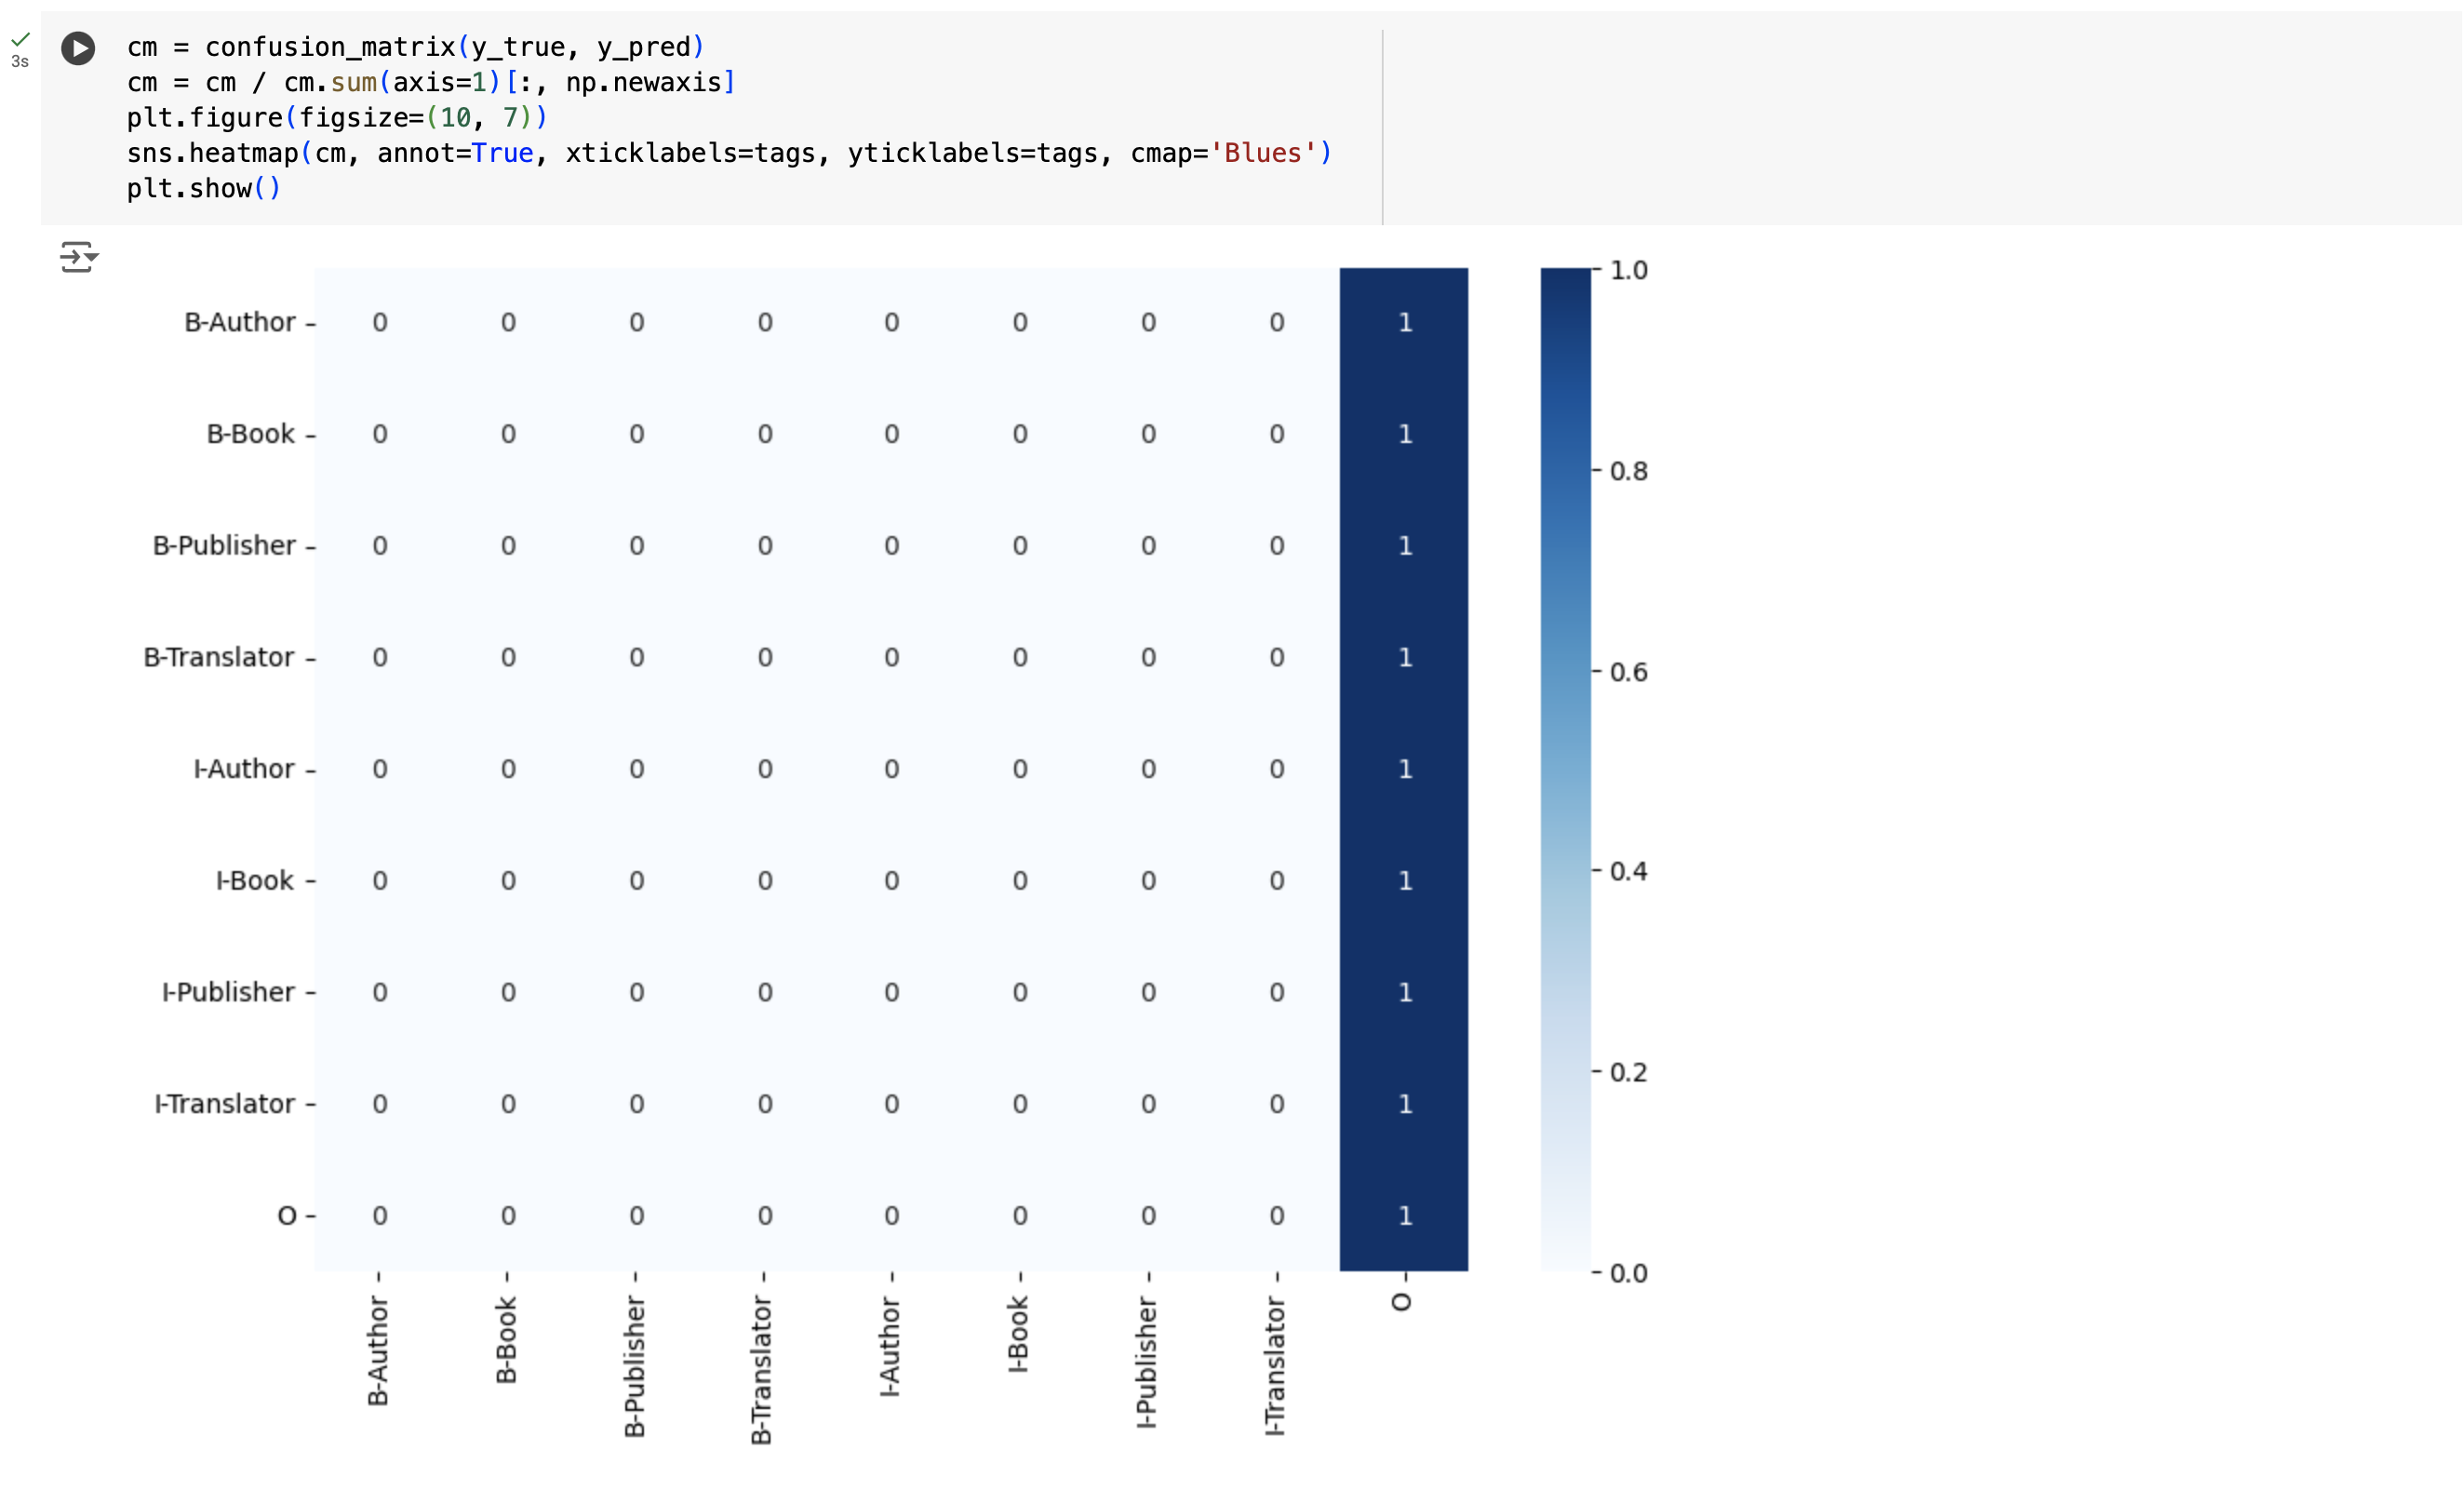 cm = confusion_matrix(y_true, y_pred)
3s
cm = cm / cm.sum(axis=1)[:, np.newaxis]
plt.figure(figsize=(10, 7))
sns.heatmap(cm, annot=True, xticklabels=tags, yticklabels=tags, cmap='Blues')
plt.show()
1.0
B-Author 0 0 0 0 0 0 0 0 1
B-Book 0 0 0 0 0 0 0 0 1
0.8
B-Publisher 0 0 0 0 0 0 0 0 1
B-Translator 0 0 0 0 0 0 0 0 1
0.6
I-Author 0 0 0 0 0 0 0 0 1
I-Book 0 0 0 0 0 0 0 0 1
0.4
I-Publisher 0 0 0 0 0 0 0 0 1
0.2
I-Translator 0 0 0 0 0 0 0 0 1
O 0 0 0 0 0 0 0 0 1
0.0
B-Author
B-Book
B-Publisher
B-Translator
I-Author
I-Book
I-Publisher
I-Translator
O